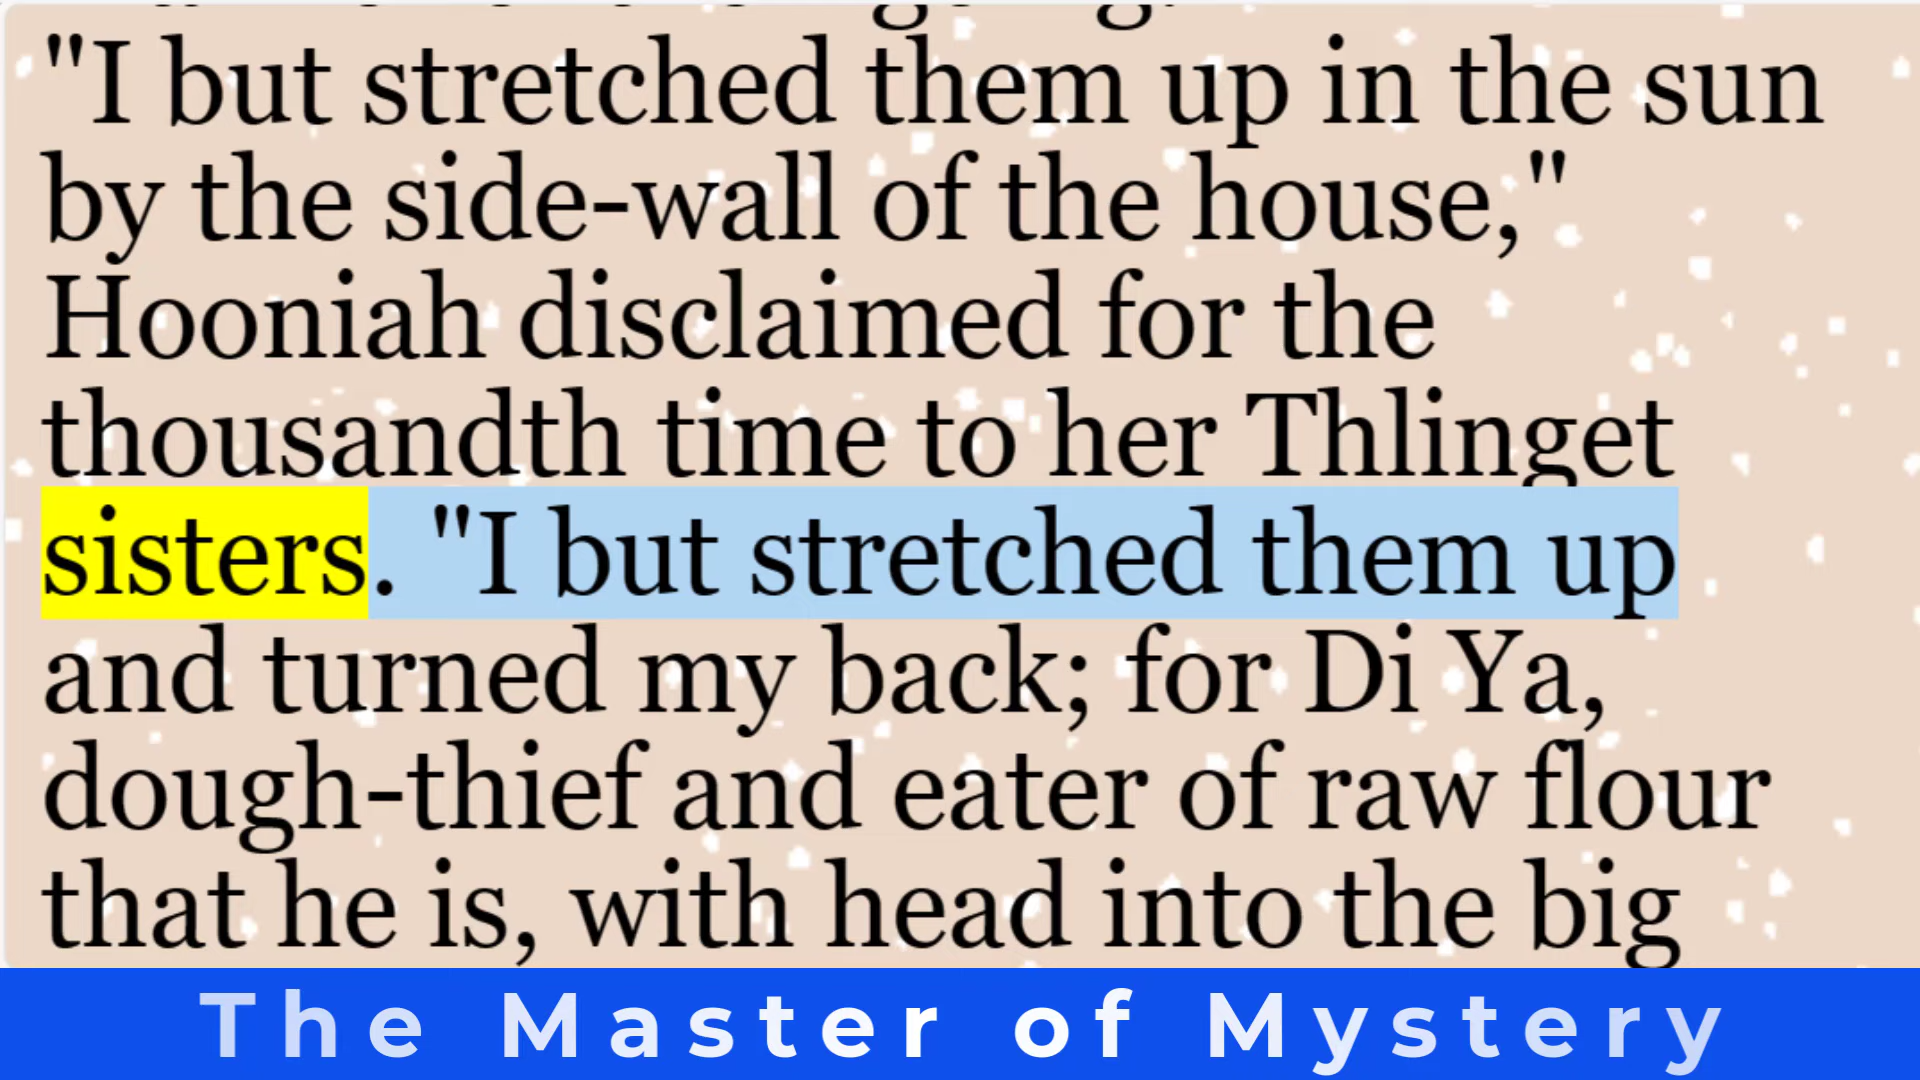 "I but stretched them up in the sun
by the side-wall of the house,"
Hooniah disclaimed for the
thousandth time to her Thlinget
sisters. "I but stretched them up
and turned my back; for Di Ya,
dough-thief and eater of raw flour
that he is, with head into the big
The Master of Mystery